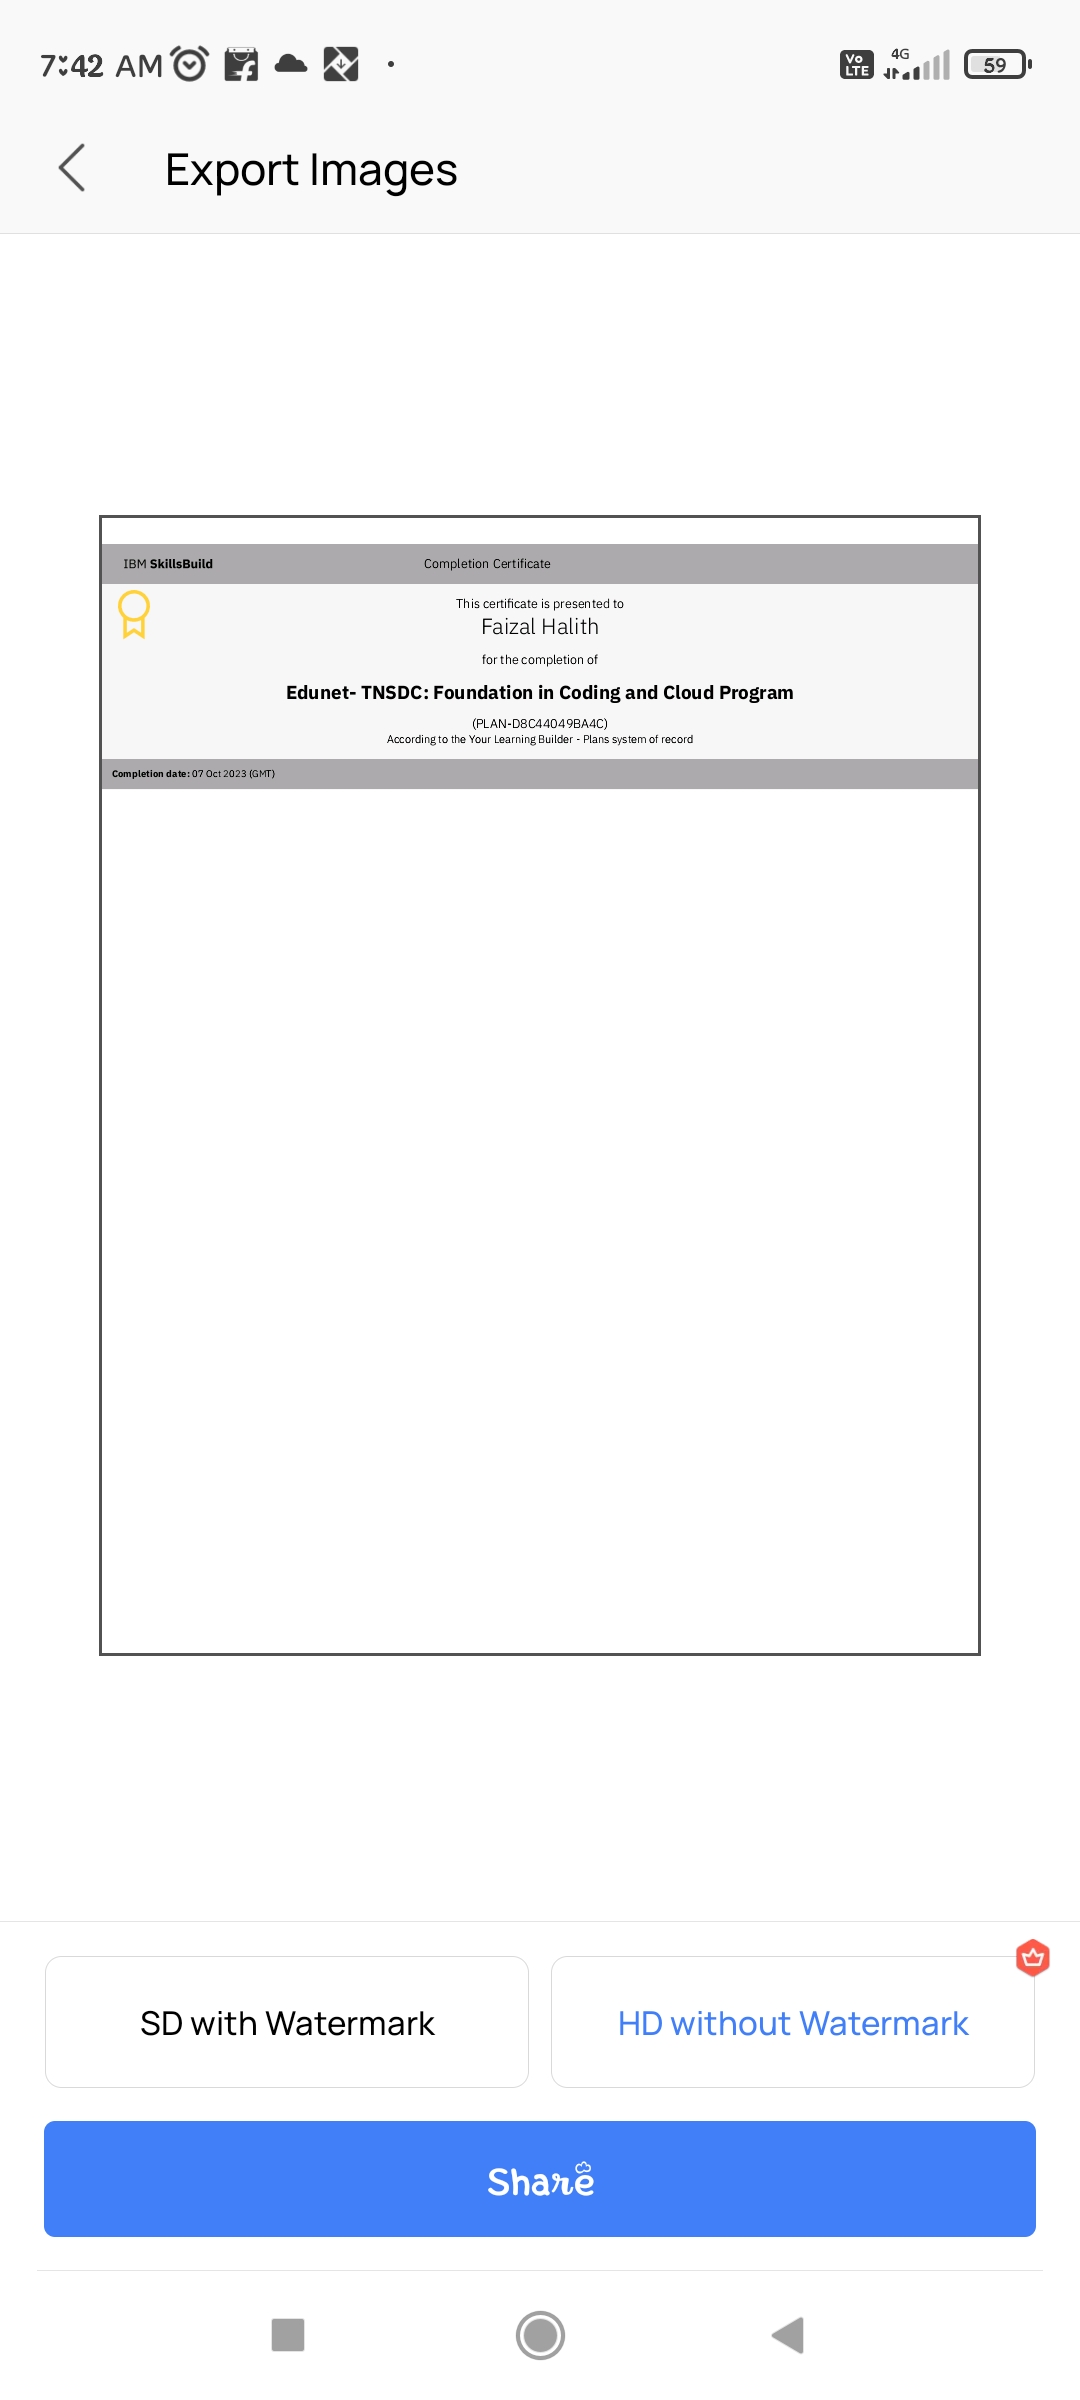 7:42 AM
Vo LTE 4G 59
Export Images
IBM SkillsBuild Completion Certificate
This certificate is presented to
Faizal Halith
for the completion of
Edunet- TNSDC: Foundation in Coding and Cloud Program
(PLAN-D8C44049BA4C)
According to the Your Learning Builder - Plans system of record
Completion date: 07 Oct 2023 (GMT)
SD with Watermark
HD without Watermark
Share